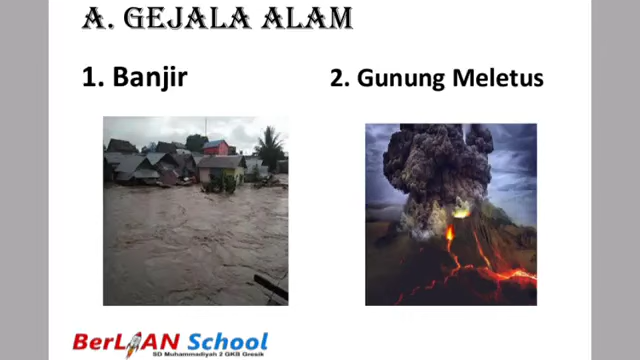 A. GEJALA ALAM
1. Banjir
2. Gunung Meletus
BerLIAN School
SD Muhammadiyah 2 GKB Gresik